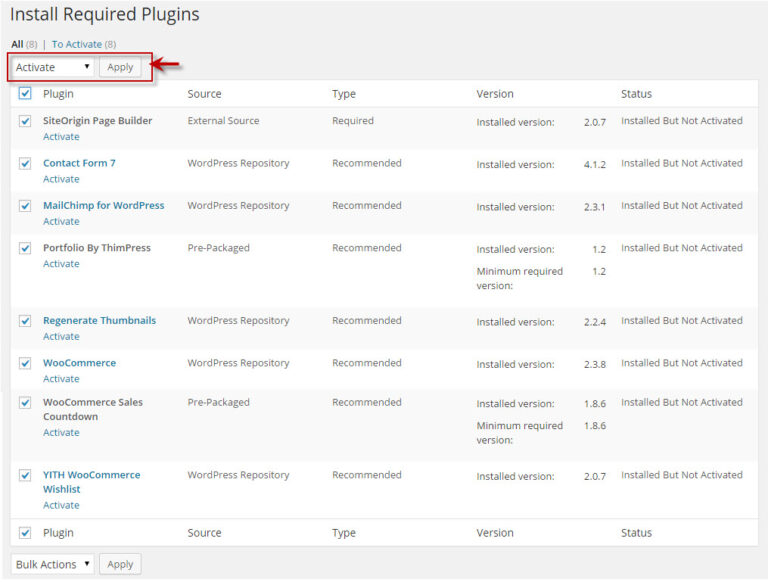 Install Required Plugins
All (8) | To Activate (8)
Activate Apply
Plugin Source Type Version Status
SiteOrigin Page Builder External Source Required Installed version: 2.0.7 Installed But Not Activated
Activate
Contact Form 7 WordPress Repository Recommended Installed version: 4.1.2 Installed But Not Activated
Activate
MailChimp for WordPress WordPress Repository Recommended Installed version: 2.3.1 Installed But Not Activated
Activate
Portfolio By ThimPress Pre-Packaged Recommended Installed version: 1.2 Installed But Not Activated
Activate Minimum required 1.2
version:
Regenerate Thumbnails WordPress Repository Recommended Installed version: 2.2.4 Installed But Not Activated
Activate
WooCommerce WordPress Repository Recommended Installed version: 2.3.8 Installed But Not Activated
Activate
WooCommerce Sales Pre-Packaged Recommended Installed version: 1.8.6 Installed But Not Activated
Countdown Minimum required 1.8.6
Activate version:
YITH WooCommerce WordPress Repository Recommended Installed version: 2.0.7 Installed But Not Activated
Wishlist
Activate
Plugin Source Type Version Status
Bulk Actions Apply